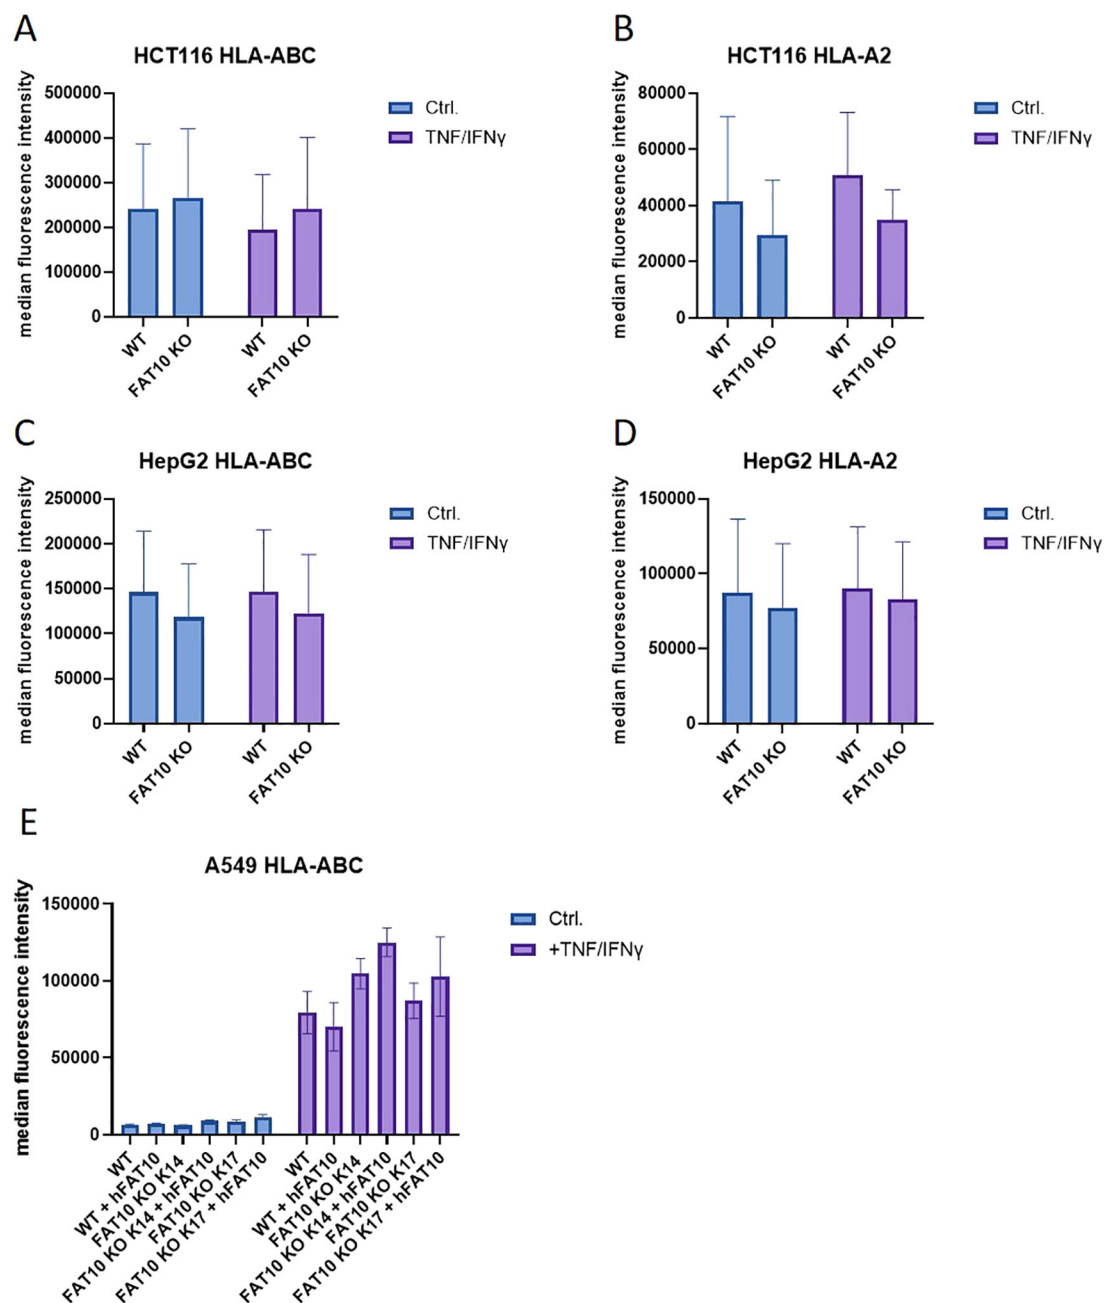 A
HCT116 HLA-ABC
median fluorescence intensity
500000
400000
300000
200000
100000
0
WT
FAT10 KO
WT
FAT10 KO
Ctrl.
TNF/IFNγ
B
HCT116 HLA-A2
median fluorescence intensity
80000
60000
40000
20000
0
WT
FAT10 KO
WT
FAT10 KO
Ctrl.
TNF/IFNγ
C
HepG2 HLA-ABC
median fluorescence intensity
250000
200000
150000
100000
50000
0
WT
FAT10 KO
WT
FAT10 KO
Ctrl.
TNF/IFNγ
D
HepG2 HLA-A2
median fluorescence intensity
150000
100000
50000
0
WT
FAT10 KO
WT
FAT10 KO
Ctrl.
TNF/IFNγ
E
A549 HLA-ABC
median fluorescence intensity
150000
100000
50000
0
WT
WT + hFAT10
FAT10 KO K14
FAT10 KO K14 + hFAT10
FAT10 KO K17
FAT10 KO K17 + hFAT10
WT
WT + hFAT10
FAT10 KO K14
FAT10 KO K14 + hFAT10
FAT10 KO K17
FAT10 KO K17 + hFAT10
Ctrl.
+TNF/IFNγ